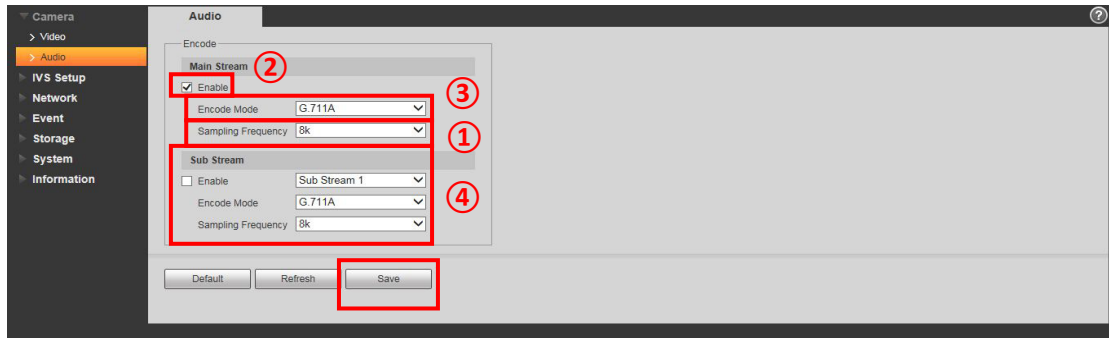 Camera
> Video
> Audio
IVS Setup
Network
Event
Storage
System
Information
Audio
?
Encode
Main Stream ②
Enable
Encode Mode G.711A ③
Sampling Frequency 8k ①
Sub Stream
Enable Sub Stream 1
Encode Mode G.711A ④
Sampling Frequency 8k
Default Refresh Save